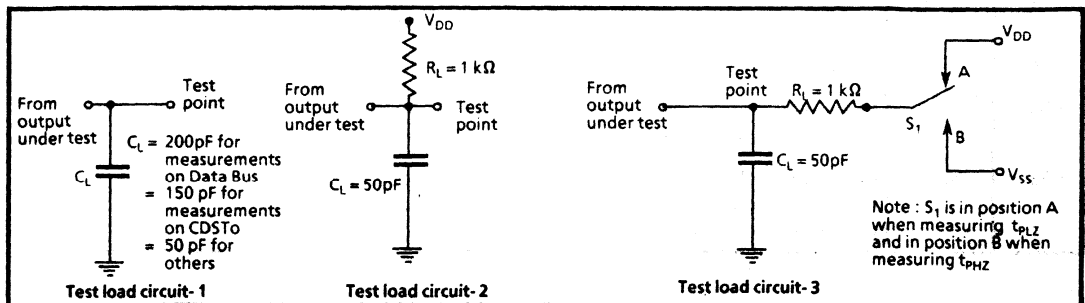 From
output
under test
Test
point
C_L
C_L = 200pF for
measurements
on Data Bus
= 150 pF for
measurements
on CDSTo
= 50 pF for
others
Test load circuit- 1
V_DD
R_L = 1 kΩ
From
output
under test
Test
point
C_L = 50pF
Test load circuit- 2
From
output
under test
Test
point
R_L = 1 kΩ
C_L = 50pF
S_1
A
B
V_DD
V_SS
Note : S_1 is in position A
when measuring t_PLZ
and in position B when
measuring t_PHZ
Test load circuit- 3